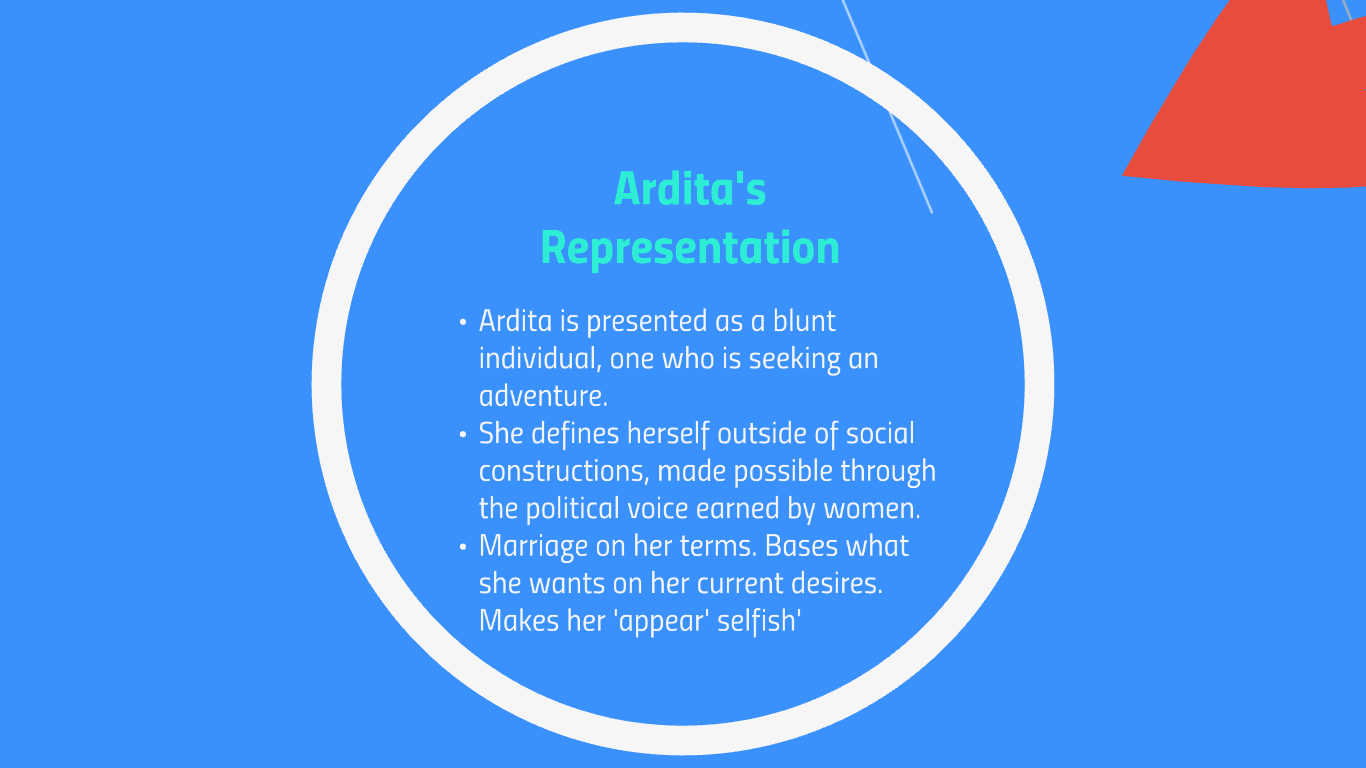 Ardita's
Representation
• Ardita is presented as a blunt
individual, one who is seeking an
adventure.
• She defines herself outside of social
constructions, made possible through
the political voice earned by women.
• Marriage on her terms. Bases what
she wants on her current desires.
Makes her 'appear' selfish'